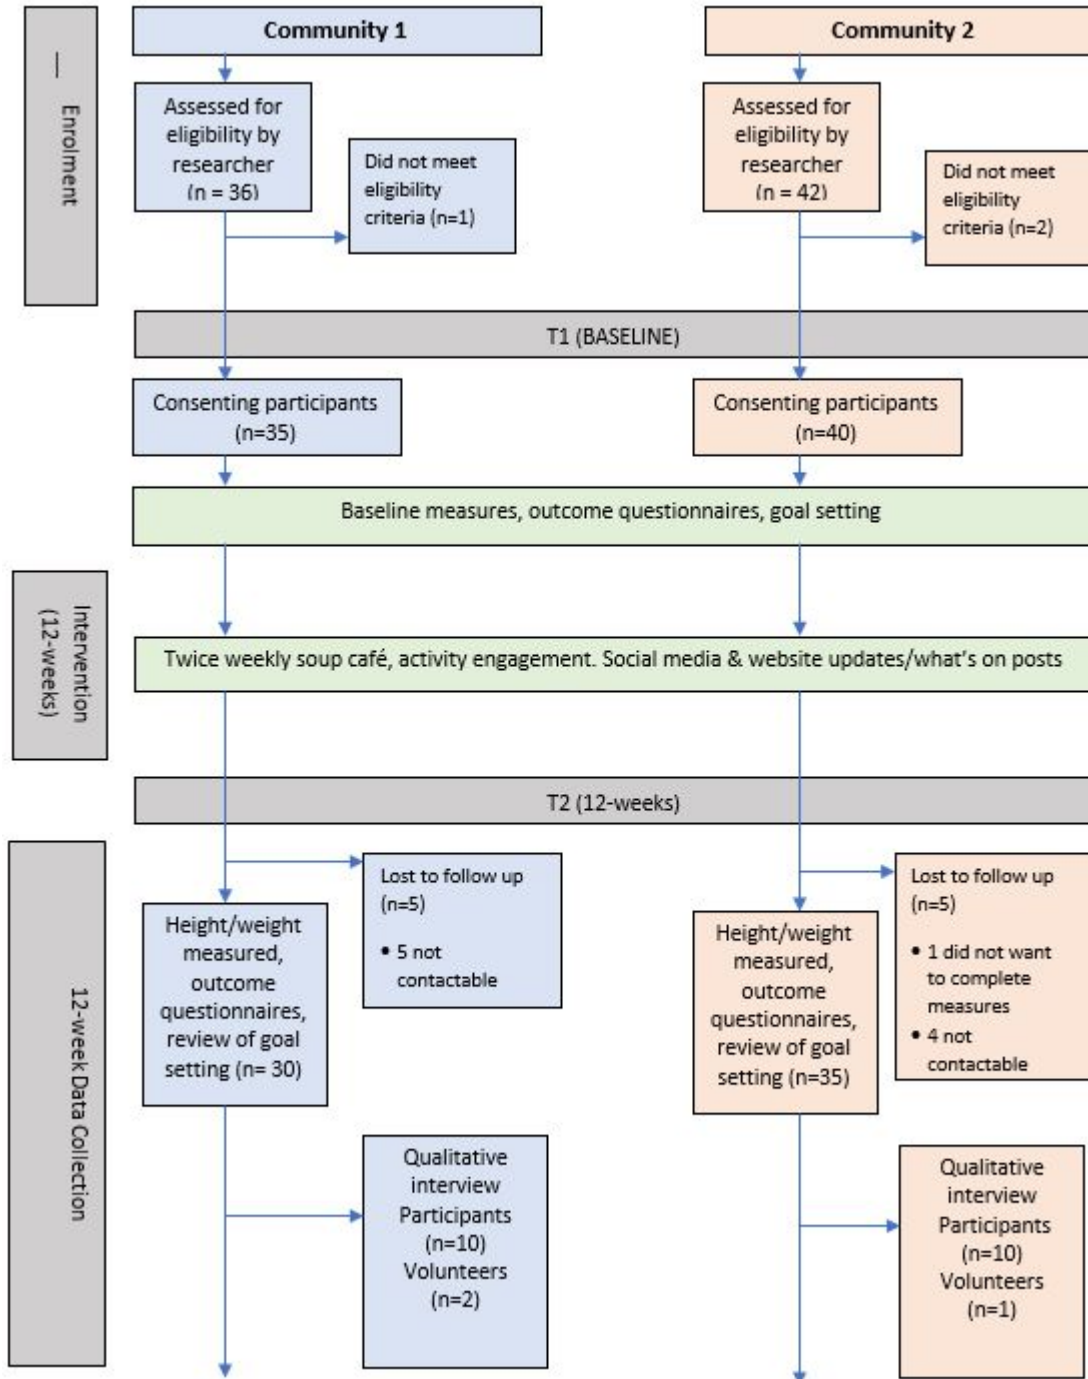 Community 1
Community 2
Enrolment
Assessed for
eligibility by
researcher
(n = 36)
Did not meet
eligibility
criteria (n=1)
Assessed for
eligibility by
researcher
(n = 42)
Did not meet
eligibility
criteria (n=2)
T1 (BASELINE)
Consenting participants
(n=35)
Consenting participants
(n=40)
Baseline measures, outcome questionnaires, goal setting
Intervention
(12-weeks)
Twice weekly soup café, activity engagement. Social media & website updates/what's on posts
T2 (12-weeks)
12-week Data Collection
Lost to follow up
(n=5)
• 5 not
contactable
Height/weight
measured,
outcome
questionnaires,
review of goal
setting (n= 30)
Lost to follow up
(n=5)
• 1 did not want
to complete
measures
• 4 not
contactable
Height/weight
measured,
outcome
questionnaires,
review of goal
setting (n=35)
Qualitative
interview
Participants
(n=10)
Volunteers
(n=2)
Qualitative
interview
Participants
(n=10)
Volunteers
(n=1)